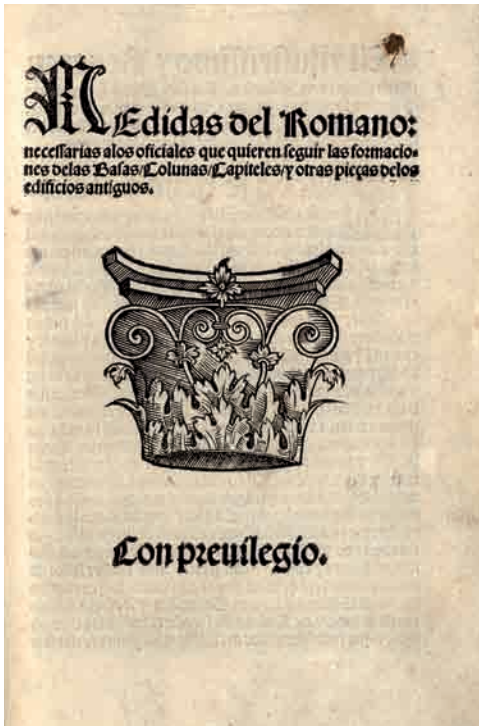 MEdidas del Romano:
necessarias alos oficiales que quieren seguir las formacio-
nes delas Basas/Colunas/Capiteles/y otras pieças delos
edificios antiguos.
Con preuilegio.